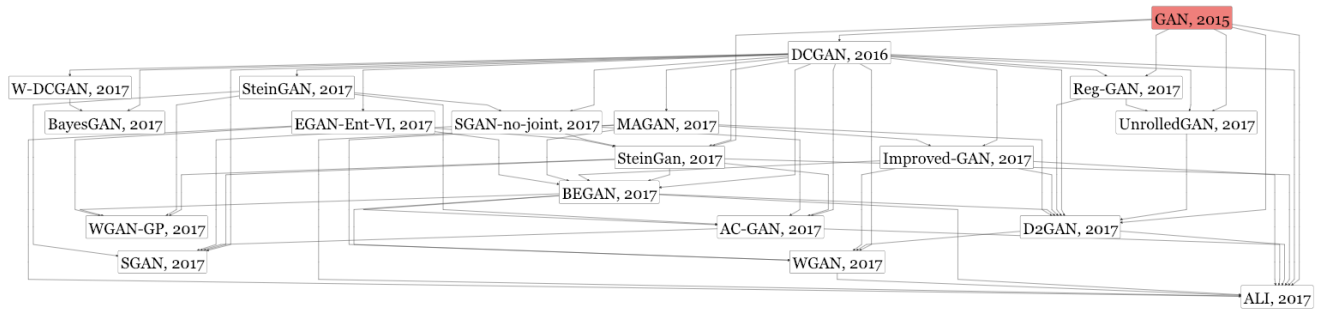 GAN, 2015
DCGAN, 2016
W-DCGAN, 2017
SteinGAN, 2017
Reg-GAN, 2017
BayesGAN, 2017
EGAN-Ent-VI, 2017
SGAN-no-joint, 2017
MAGAN, 2017
UnrolledGAN, 2017
SteinGan, 2017
Improved-GAN, 2017
BEGAN, 2017
WGAN-GP, 2017
AC-GAN, 2017
D2GAN, 2017
SGAN, 2017
WGAN, 2017
ALI, 2017